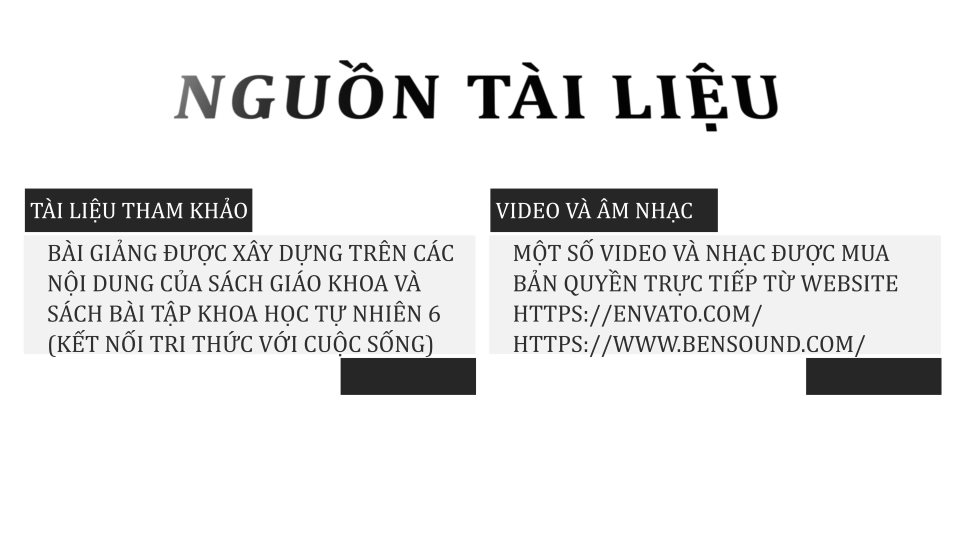 NGUỒN TÀI LIỆU
TÀI LIỆU THAM KHẢO
BÀI GIẢNG ĐƯỢC XÂY DỰNG TRÊN CÁC
NỘI DUNG CỦA SÁCH GIÁO KHOA VÀ
SÁCH BÀI TẬP KHOA HỌC TỰ NHIÊN 6
(KẾT NỐI TRI THỨC VỚI CUỘC SỐNG)
VIDEO VÀ ÂM NHẠC
MỘT SỐ VIDEO VÀ NHẠC ĐƯỢC MUA
BẢN QUYỀN TRỰC TIẾP TỪ WEBSITE
HTTPS://ENVATO.COM/
HTTPS://WWW.BENSOUND.COM/